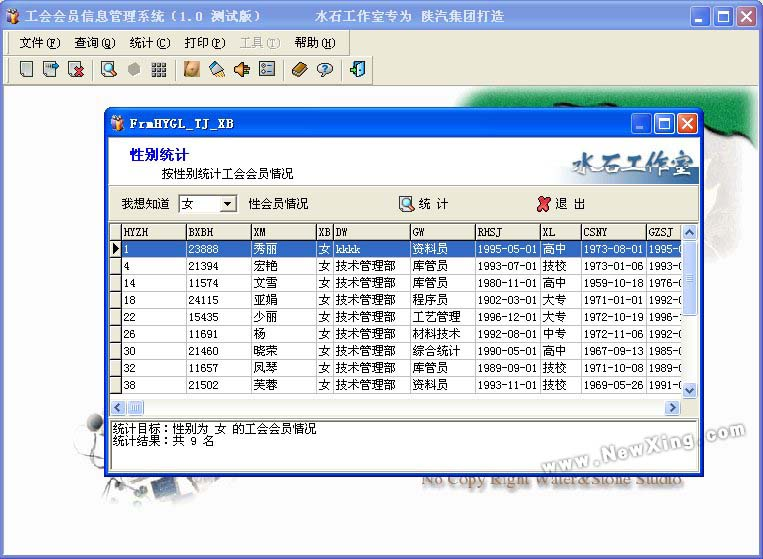 工会会员信息管理系统（1.0 测试版） 水石工作室专为 陕汽集团打造
文件(F) 查询(Q) 统计(C) 打印(P) 工具(T) 帮助(H)
FrmHYGL_TJ_XB
性别统计
按性别统计工会会员情况
水石工作室
我想知道 女 性会员情况 统 计 退 出
HYZH BXBH XM XB DW GW RHSJ XL CSNY GZSJ
1 23888 秀丽 女 kkkk 资料员 1995-05-01 高中 1973-08-01 1995-0
4 21394 宏艳 女 技术管理部 库管员 1993-07-01 技校 1973-01-06 1993-0
14 11574 文雪 女 技术管理部 库管员 1980-11-01 高中 1959-10-18 1976-0
18 24115 亚娟 女 技术管理部 程序员 1902-03-01 大专 1971-01-01 1992-0
22 15435 少丽 女 技术管理部 工艺管理 1996-12-01 大专 1972-10-19 1996-1
26 11691 杨 女 技术管理部 材料技术 1992-08-01 中专 1972-11-06 1992-0
30 21460 晓荣 女 技术管理部 综合统计 1990-05-01 高中 1967-09-13 1985-0
32 11657 凤琴 女 技术管理部 库管员 1989-09-01 技校 1971-10-08 1989-0
38 21502 芙蓉 女 技术管理部 资料员 1993-11-01 技校 1969-05-26 1991-0
统计目标：性别为 女 的工会会员情况
统计结果：共 9 名
www.NewXing.com
No Copy Right Water&Stone Studio